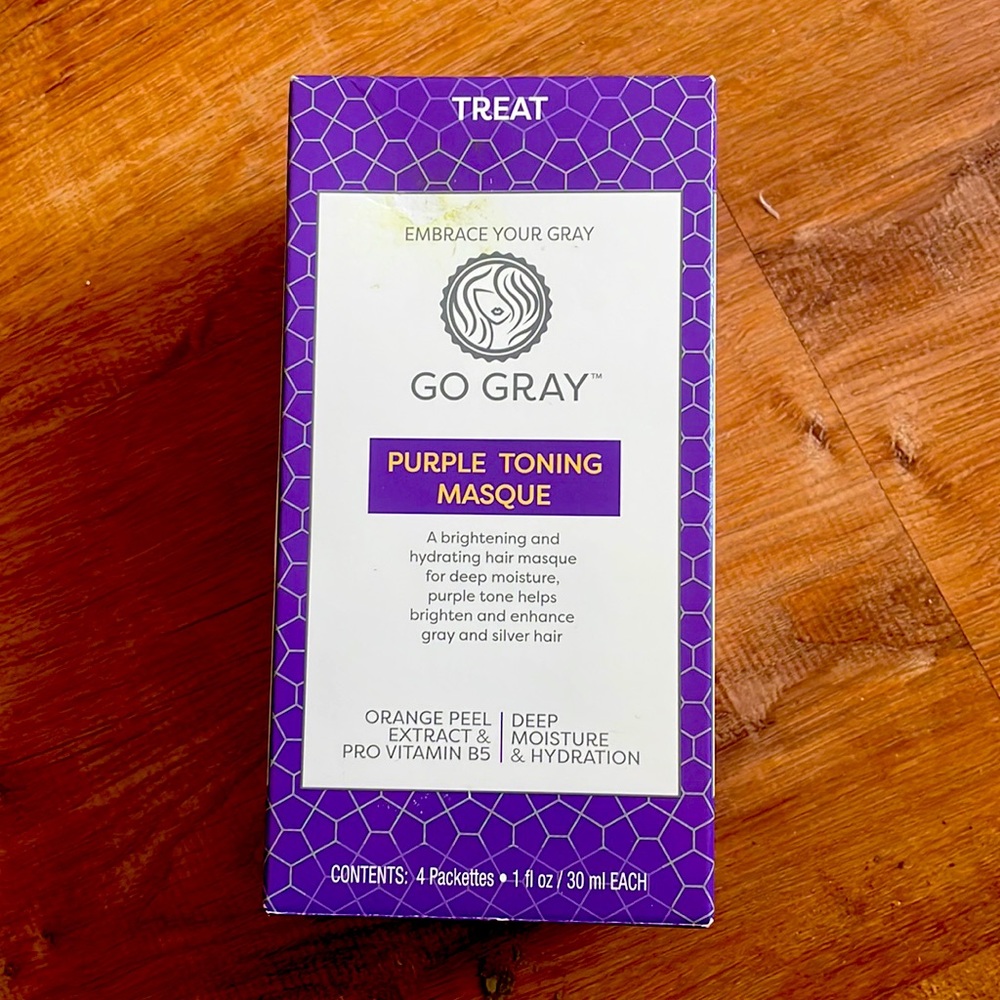 TREAT
EMBRACE YOUR GRAY
GO GRAY™
PURPLE TONING
MASQUE
A brightening and
hydrating hair masque
for deep moisture,
purple tone helps
brighten and enhance
gray and silver hair
ORANGE PEEL
EXTRACT &
PRO VITAMIN B5
DEEP
MOISTURE
& HYDRATION
CONTENTS: 4 Packettes • 1 fl oz / 30 ml EACH